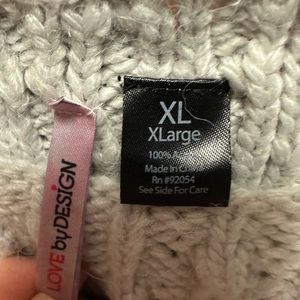 XL
XLarge
100%
Made In
Rn #92054
See Side For Care
LOVE by DESIGN